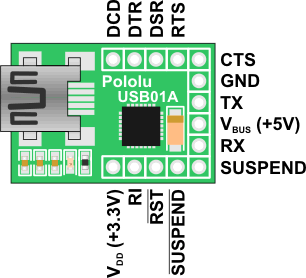 DCD
DTR
DSR
RTS
Pololu
USB01A
CTS
GND
TX
VBUS (+5V)
RX
SUSPEND
VDD (+3.3V)
RI
RST
SUSPEND